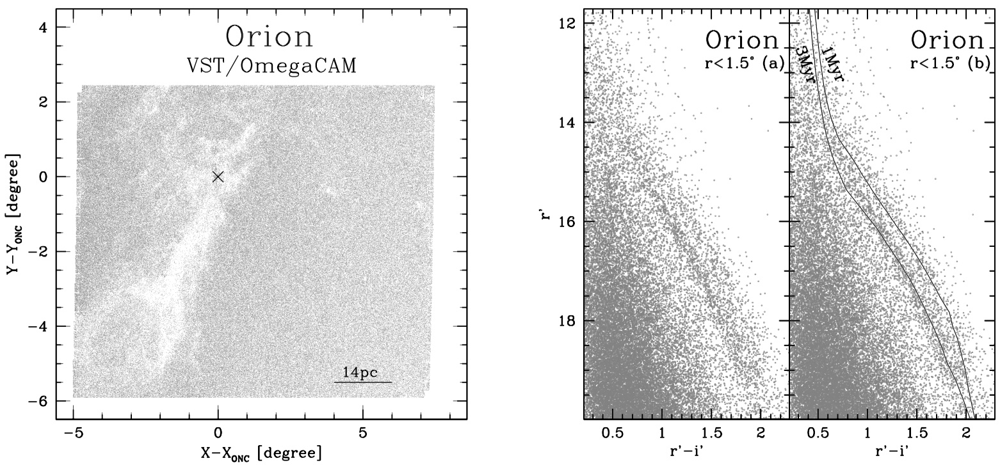 Orion
VST/OmegaCAM
4
2
0
−2
−4
−6
Y−Y_ONC [degree]
14pc
−5
0
5
X−X_ONC [degree]
Orion
r<1.5° (a)
12
14
16
18
r'
0.5
1
1.5
2
r'−i'
Orion
r<1.5° (b)
3Myr
1Myr
0.5
1
1.5
2
r'−i'